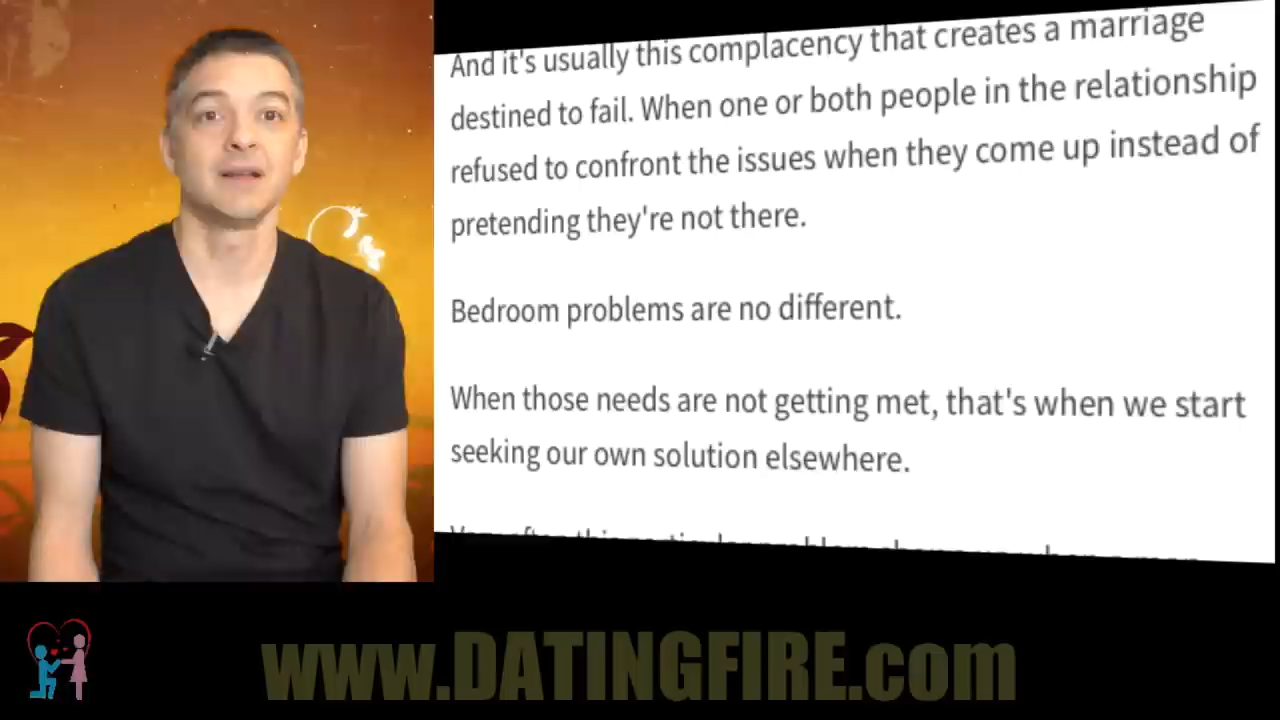 And it's usually this complacency that creates a marriage
destined to fail. When one or both people in the relationship
refused to confront the issues when they come up instead of
pretending they're not there.
Bedroom problems are no different.
When those needs are not getting met, that's when we start
seeking our own solution elsewhere.
www.DATINGFIRE.com